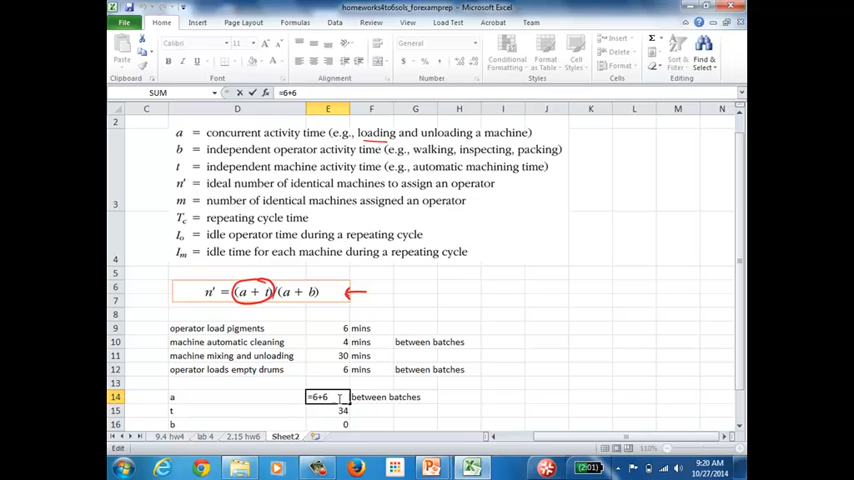 homeworks4to6sols_forexamprep - Microsoft Excel
File Home Insert Page Layout Formulas Data Review View Load Test Acrobat Team
Calibri 11 General Insert
Paste Conditional Formatting Format as Table Cell Styles Delete Format Sort & Filter Find & Select
Clipboard Font Alignment Number Styles Cells Editing
SUM =6+6
C D E F G H I J K L M N
2
a = concurrent activity time (e.g., loading and unloading a machine)
b = independent operator activity time (e.g., walking, inspecting, packing)
t = independent machine activity time (e.g., automatic machining time)
n' = ideal number of identical machines to assign an operator
3 m = number of identical machines assigned an operator
Tc = repeating cycle time
Io = idle operator time during a repeating cycle
4 Im = idle time for each machine during a repeating cycle
5
6
n' = (a + t)/(a + b)
7
8
9 operator load pigments 6 mins
10 machine automatic cleaning 4 mins between batches
11 machine mixing and unloading 30 mins
12 operator loads empty drums 6 mins between batches
13
14 a =6+6 between batches
15 t 34
16 b 0
9.4 hw4 lab 4 2.15 hw6 Sheet2
Edit 110%
(2:01) 9:20 AM
10/27/2014